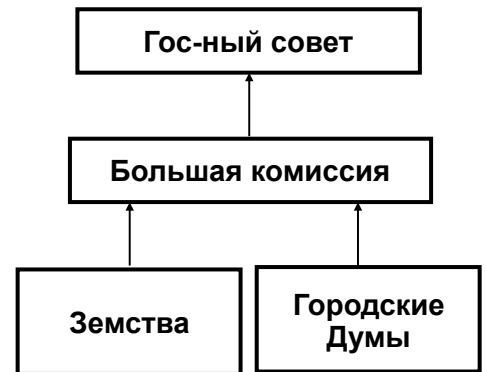 Гос-ный совет
Большая комиссия
Земства
Городские
Думы